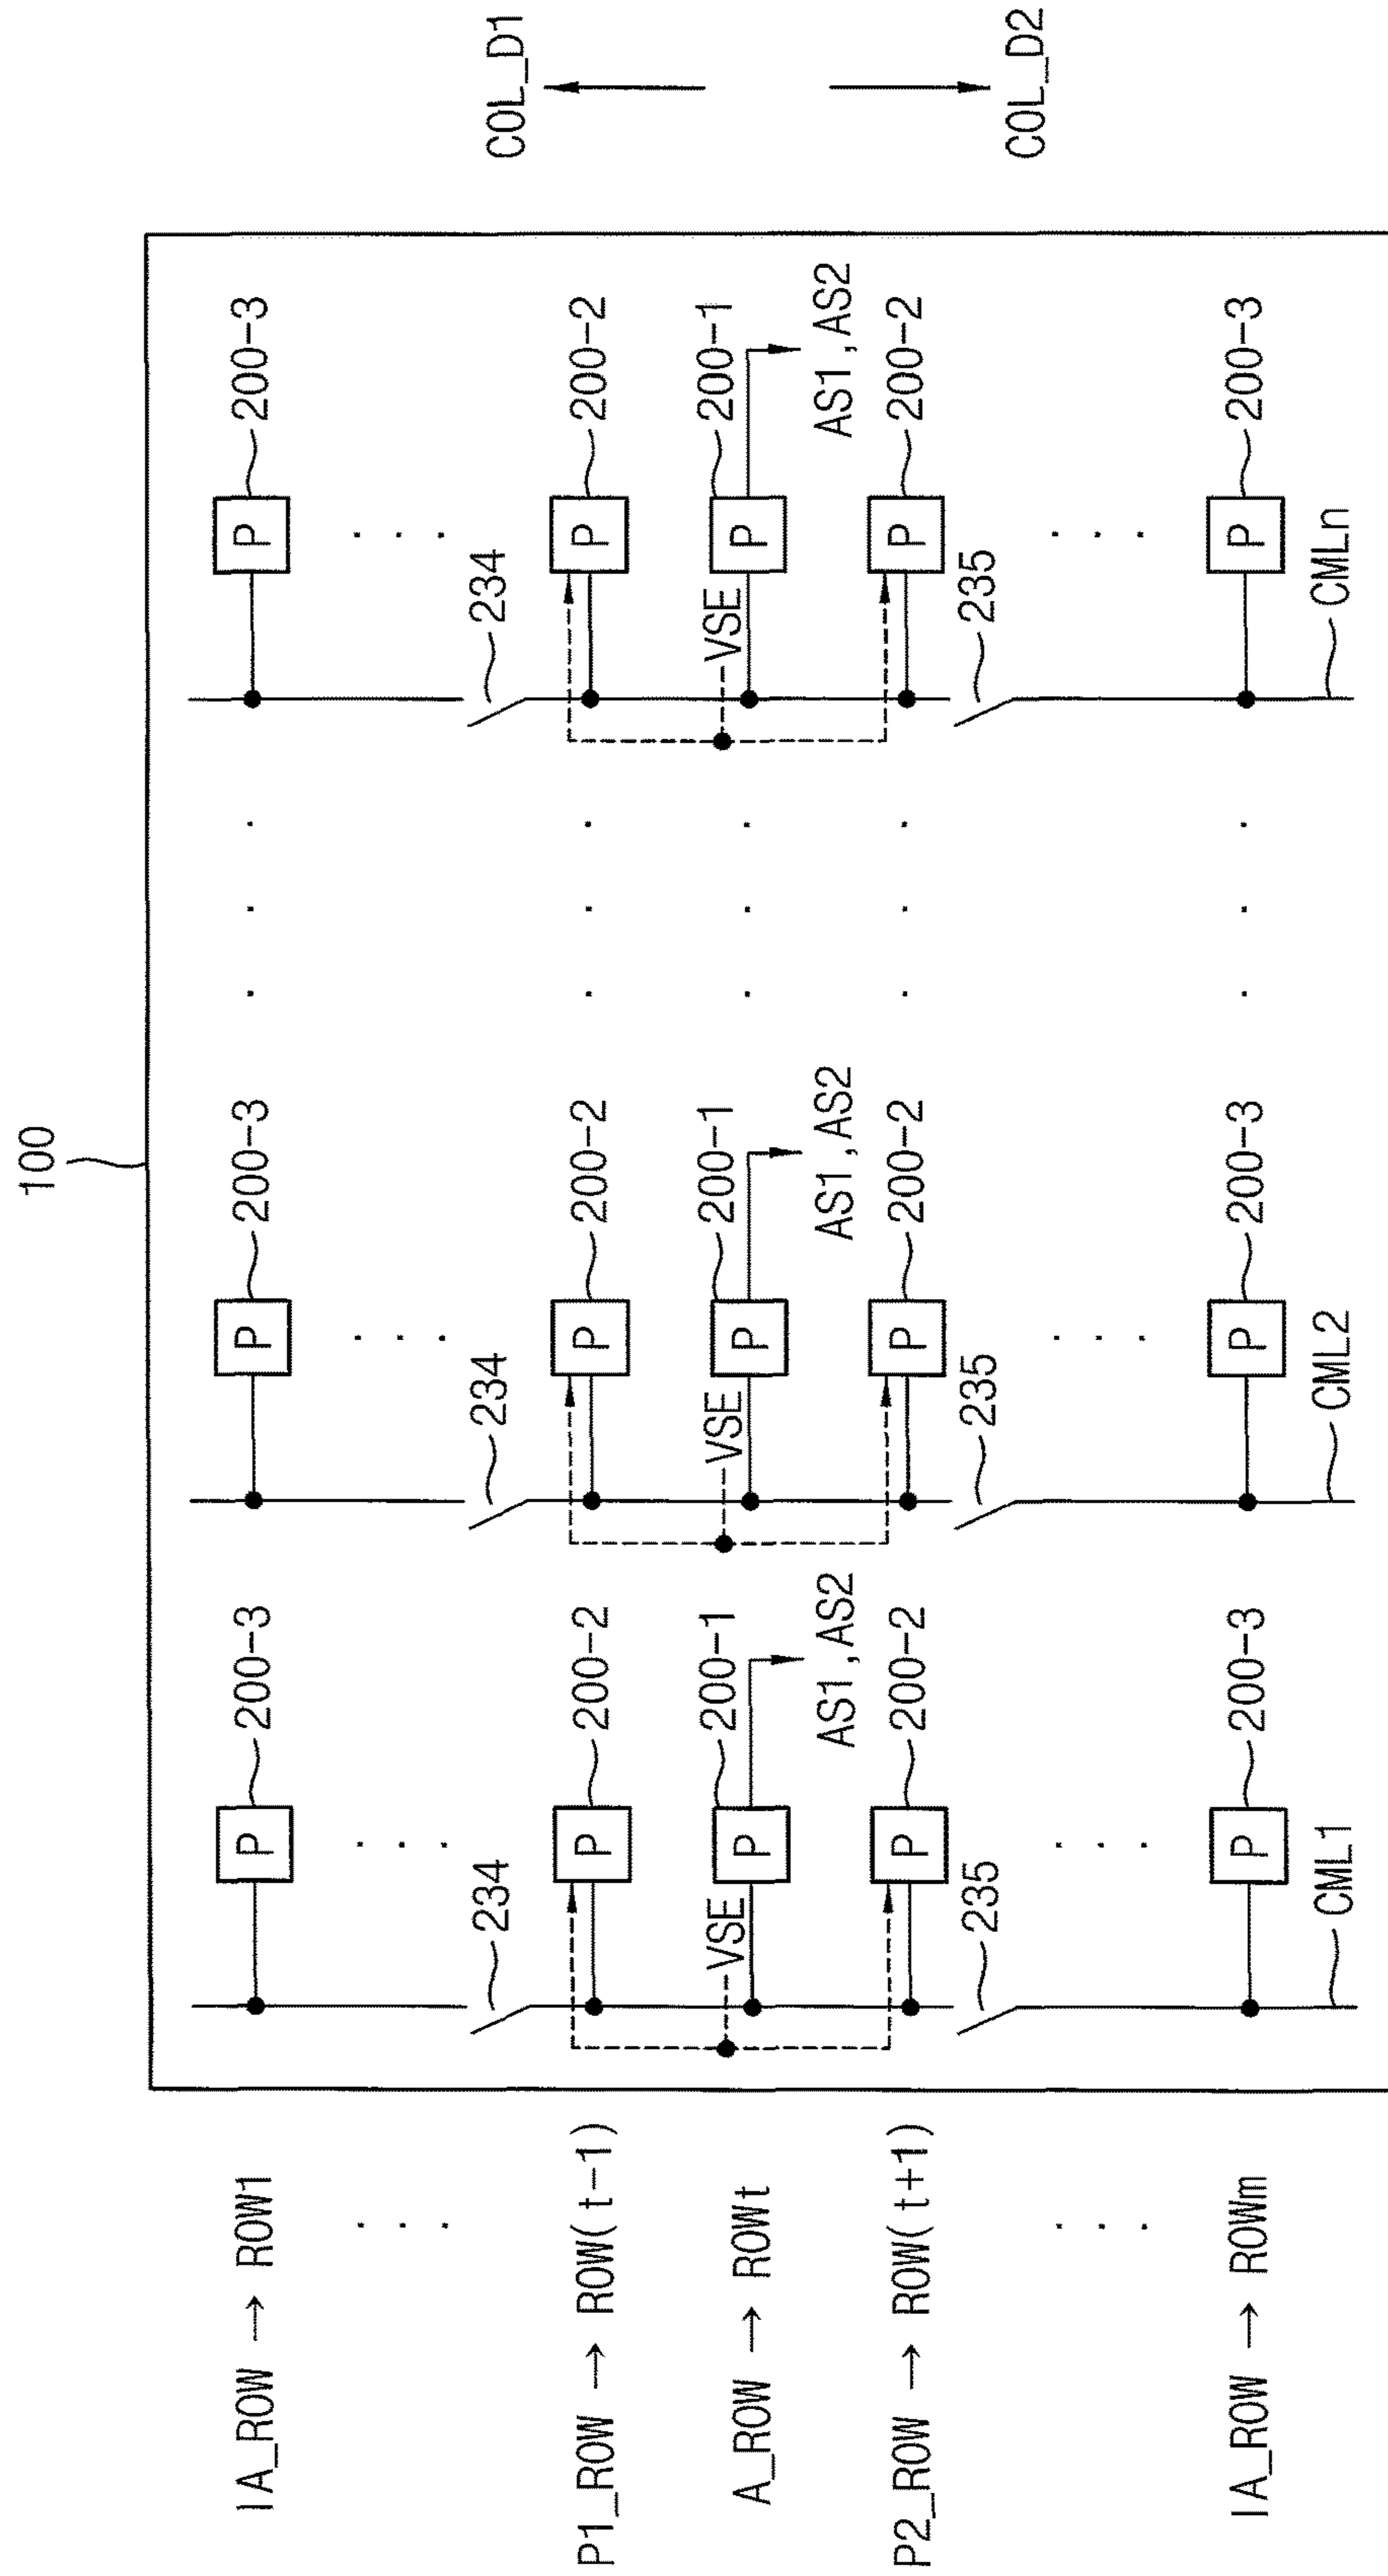 100
COL_D1
COL_D2
IA_ROW → ROW1
P 200-3
P 200-3
P 200-3
. . .
234
234
234
P1_ROW → ROW(t-1)
P 200-2
P 200-2
P 200-2
A_ROW → ROWt
VSE P 200-1
VSE P 200-1
VSE P 200-1
AS1,AS2
AS1,AS2
AS1,AS2
P2_ROW → ROW(t+1)
P 200-2
P 200-2
P 200-2
235
235
235
. . .
IA_ROW → ROWm
P 200-3
P 200-3
P 200-3
CML1
CML2
CMLn